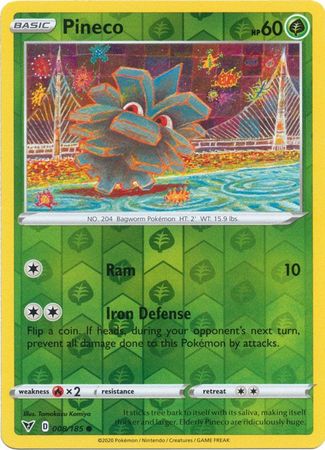 BASIC Pineco HP60
NO. 204 Bagworm Pokémon HT. 2' WT. 15.9 lbs
Ram 10
Iron Defense
Flip a coin. If heads, during your opponent's next turn,
prevent all damage done to this Pokémon by attacks.
weakness ×2 resistance retreat
Illus. Tomokazu Komiya
It sticks tree bark to itself with its saliva, making itself
D 008/185 thicker and larger. Elderly Pineco are ridiculously huge.
©2020 Pokémon / Nintendo / Creatures / GAME FREAK